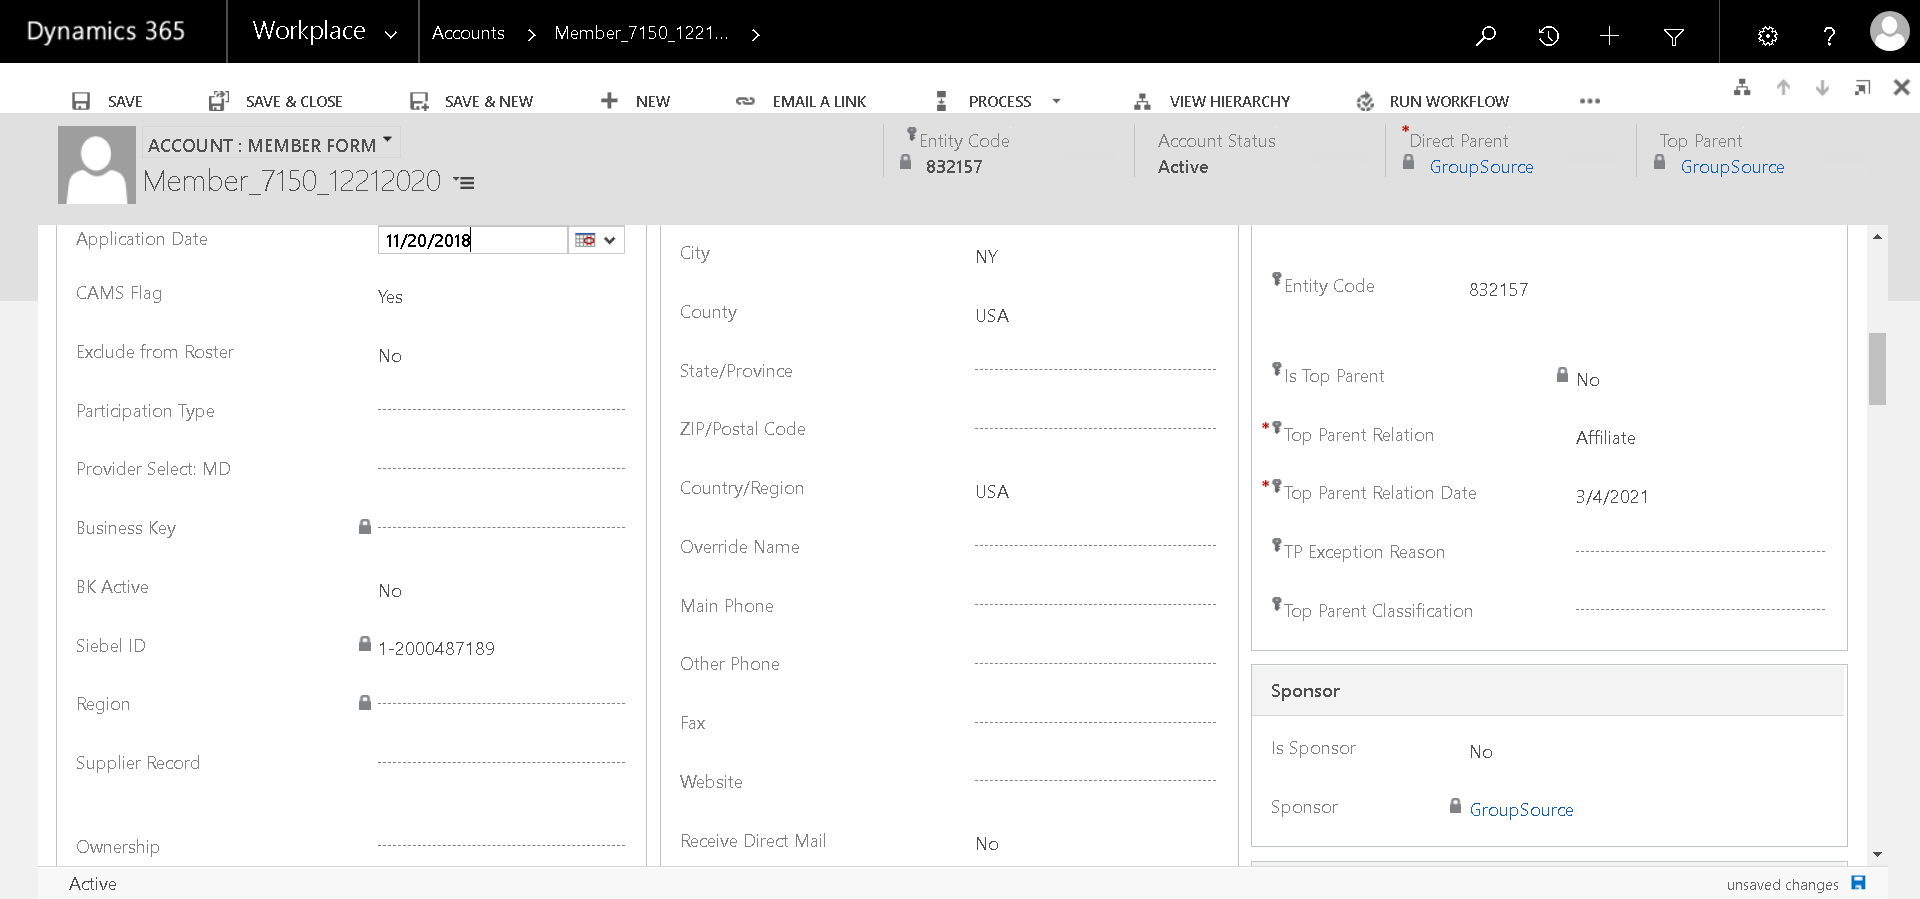 Dynamics 365
Workplace
Accounts
Member_7150_1221...
SAVE
SAVE & CLOSE
SAVE & NEW
NEW
EMAIL A LINK
PROCESS
VIEW HIERARCHY
RUN WORKFLOW
ACCOUNT : MEMBER FORM
Member_7150_12212020
Entity Code
832157
Account Status
Active
*Direct Parent
GroupSource
Top Parent
GroupSource
Application Date 11/20/2018
CAMS Flag Yes
Exclude from Roster No
Participation Type
Provider Select: MD
Business Key
BK Active No
Siebel ID 1-2000487189
Region
Supplier Record
Ownership
City NY
County USA
State/Province
ZIP/Postal Code
Country/Region USA
Override Name
Main Phone
Other Phone
Fax
Website
Receive Direct Mail No
Entity Code 832157
Is Top Parent No
*Top Parent Relation Affiliate
*Top Parent Relation Date 3/4/2021
TP Exception Reason
Top Parent Classification
Sponsor
Is Sponsor No
Sponsor GroupSource
Active
unsaved changes